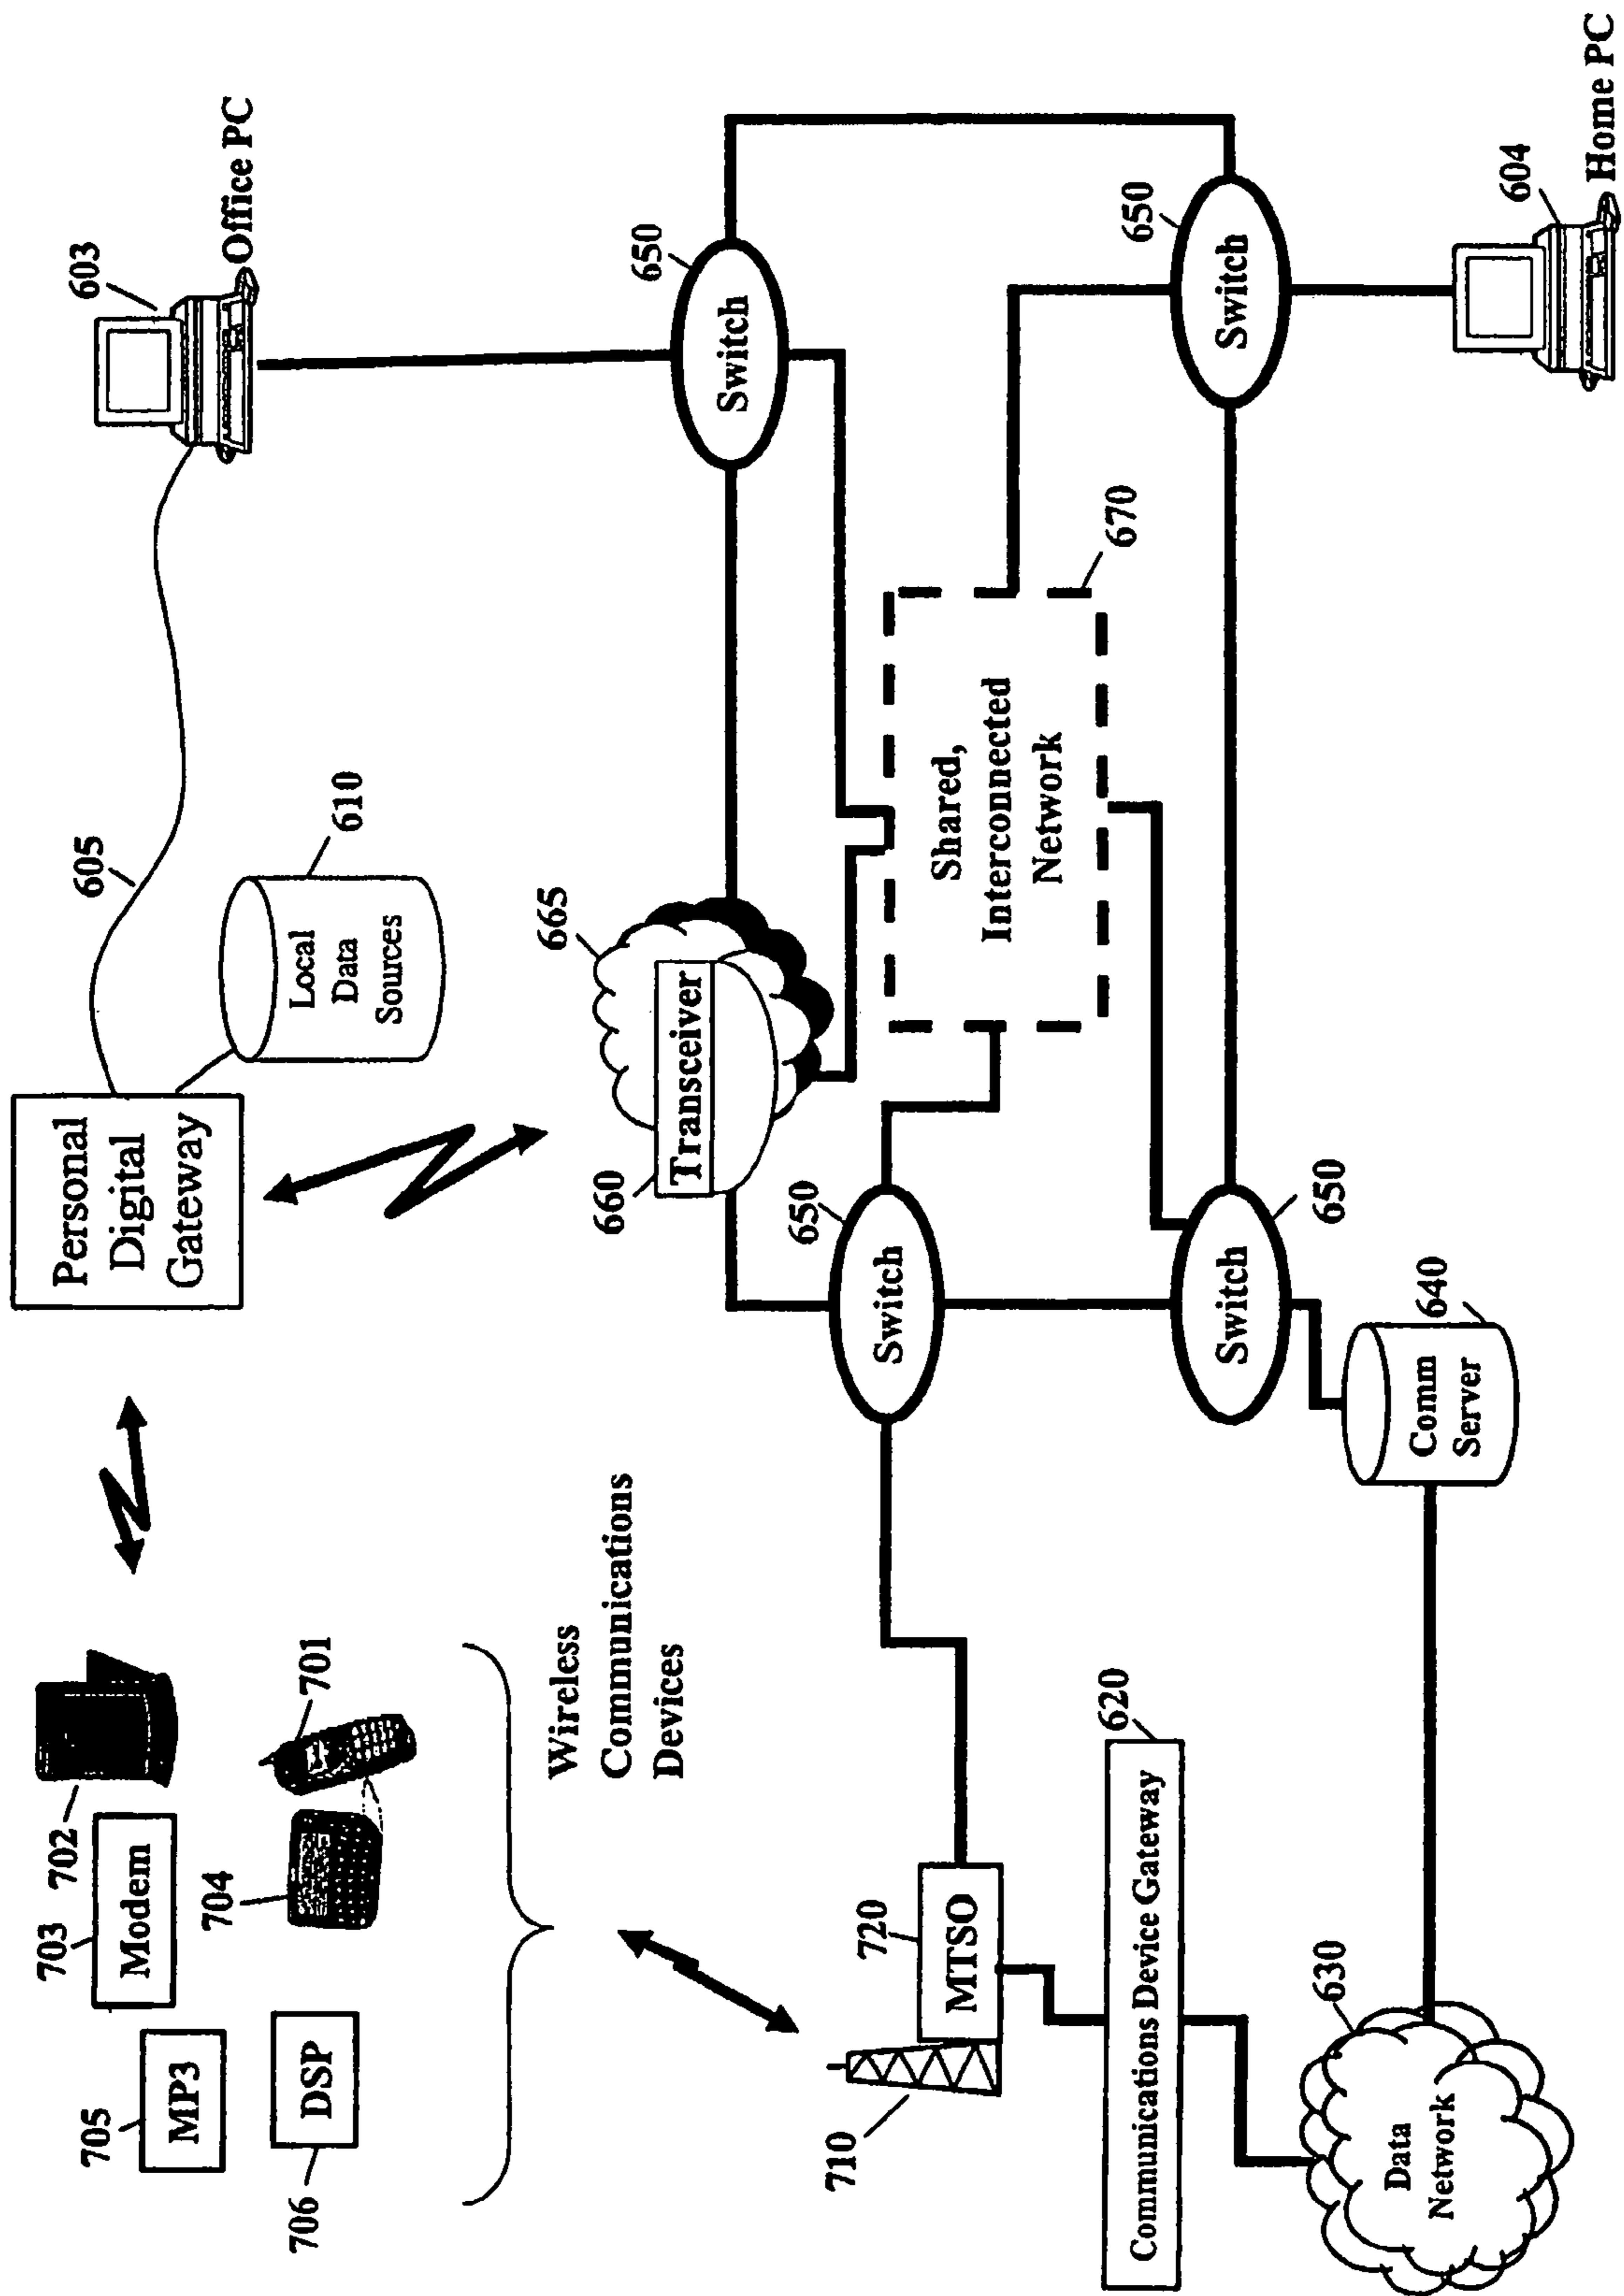 705
MP3
703
Modem
702
706
DSP
704
701
Wireless
Communications
Devices
Personal
Digital
Gateway
605
Local
Data
Sources
610
603
Office PC
660
Transceiver
665
650
Switch
650
Switch
710
720
MTSO
Shared,
Interconnected
Network
670
Communications Device Gateway
620
Switch
650
Switch
650
630
Data
Network
Comm
Server
640
604
Home PC